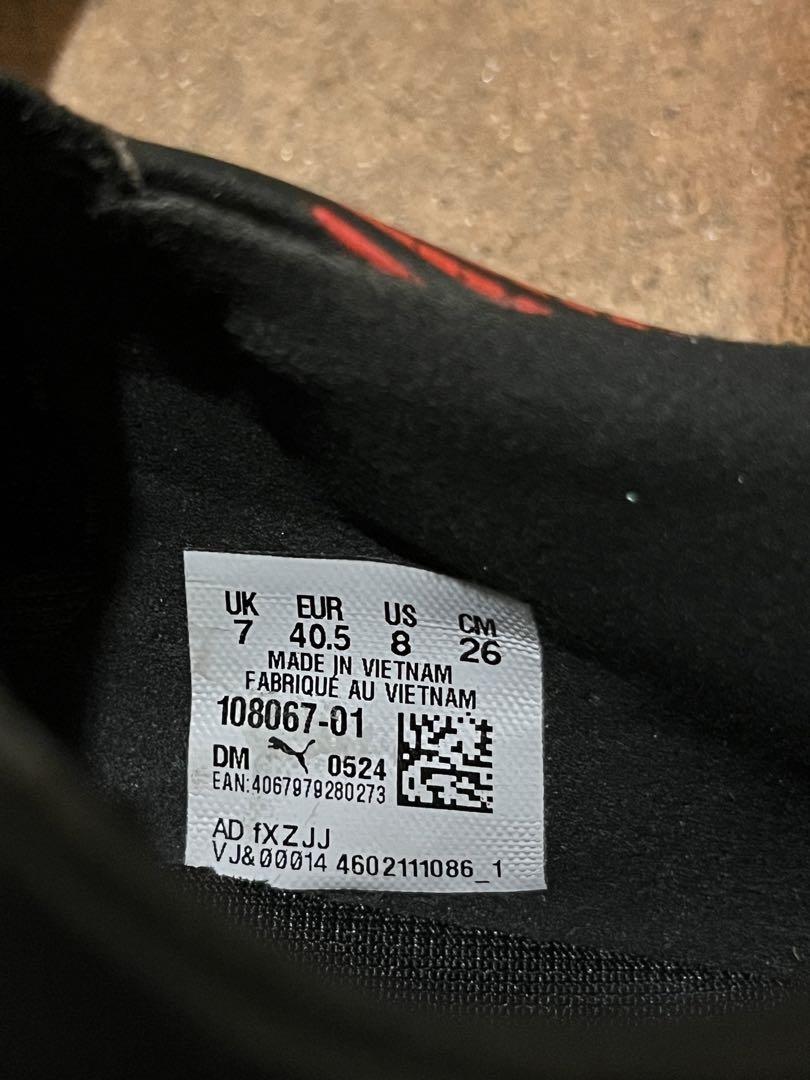 UK EUR US CM
7 40.5 8 26
MADE IN VIETNAM
FABRIQUÉ AU VIETNAM
108067-01
DM 0524
EAN:4067979280273
AD fXZJJ
VJ&00014 4602111086_1